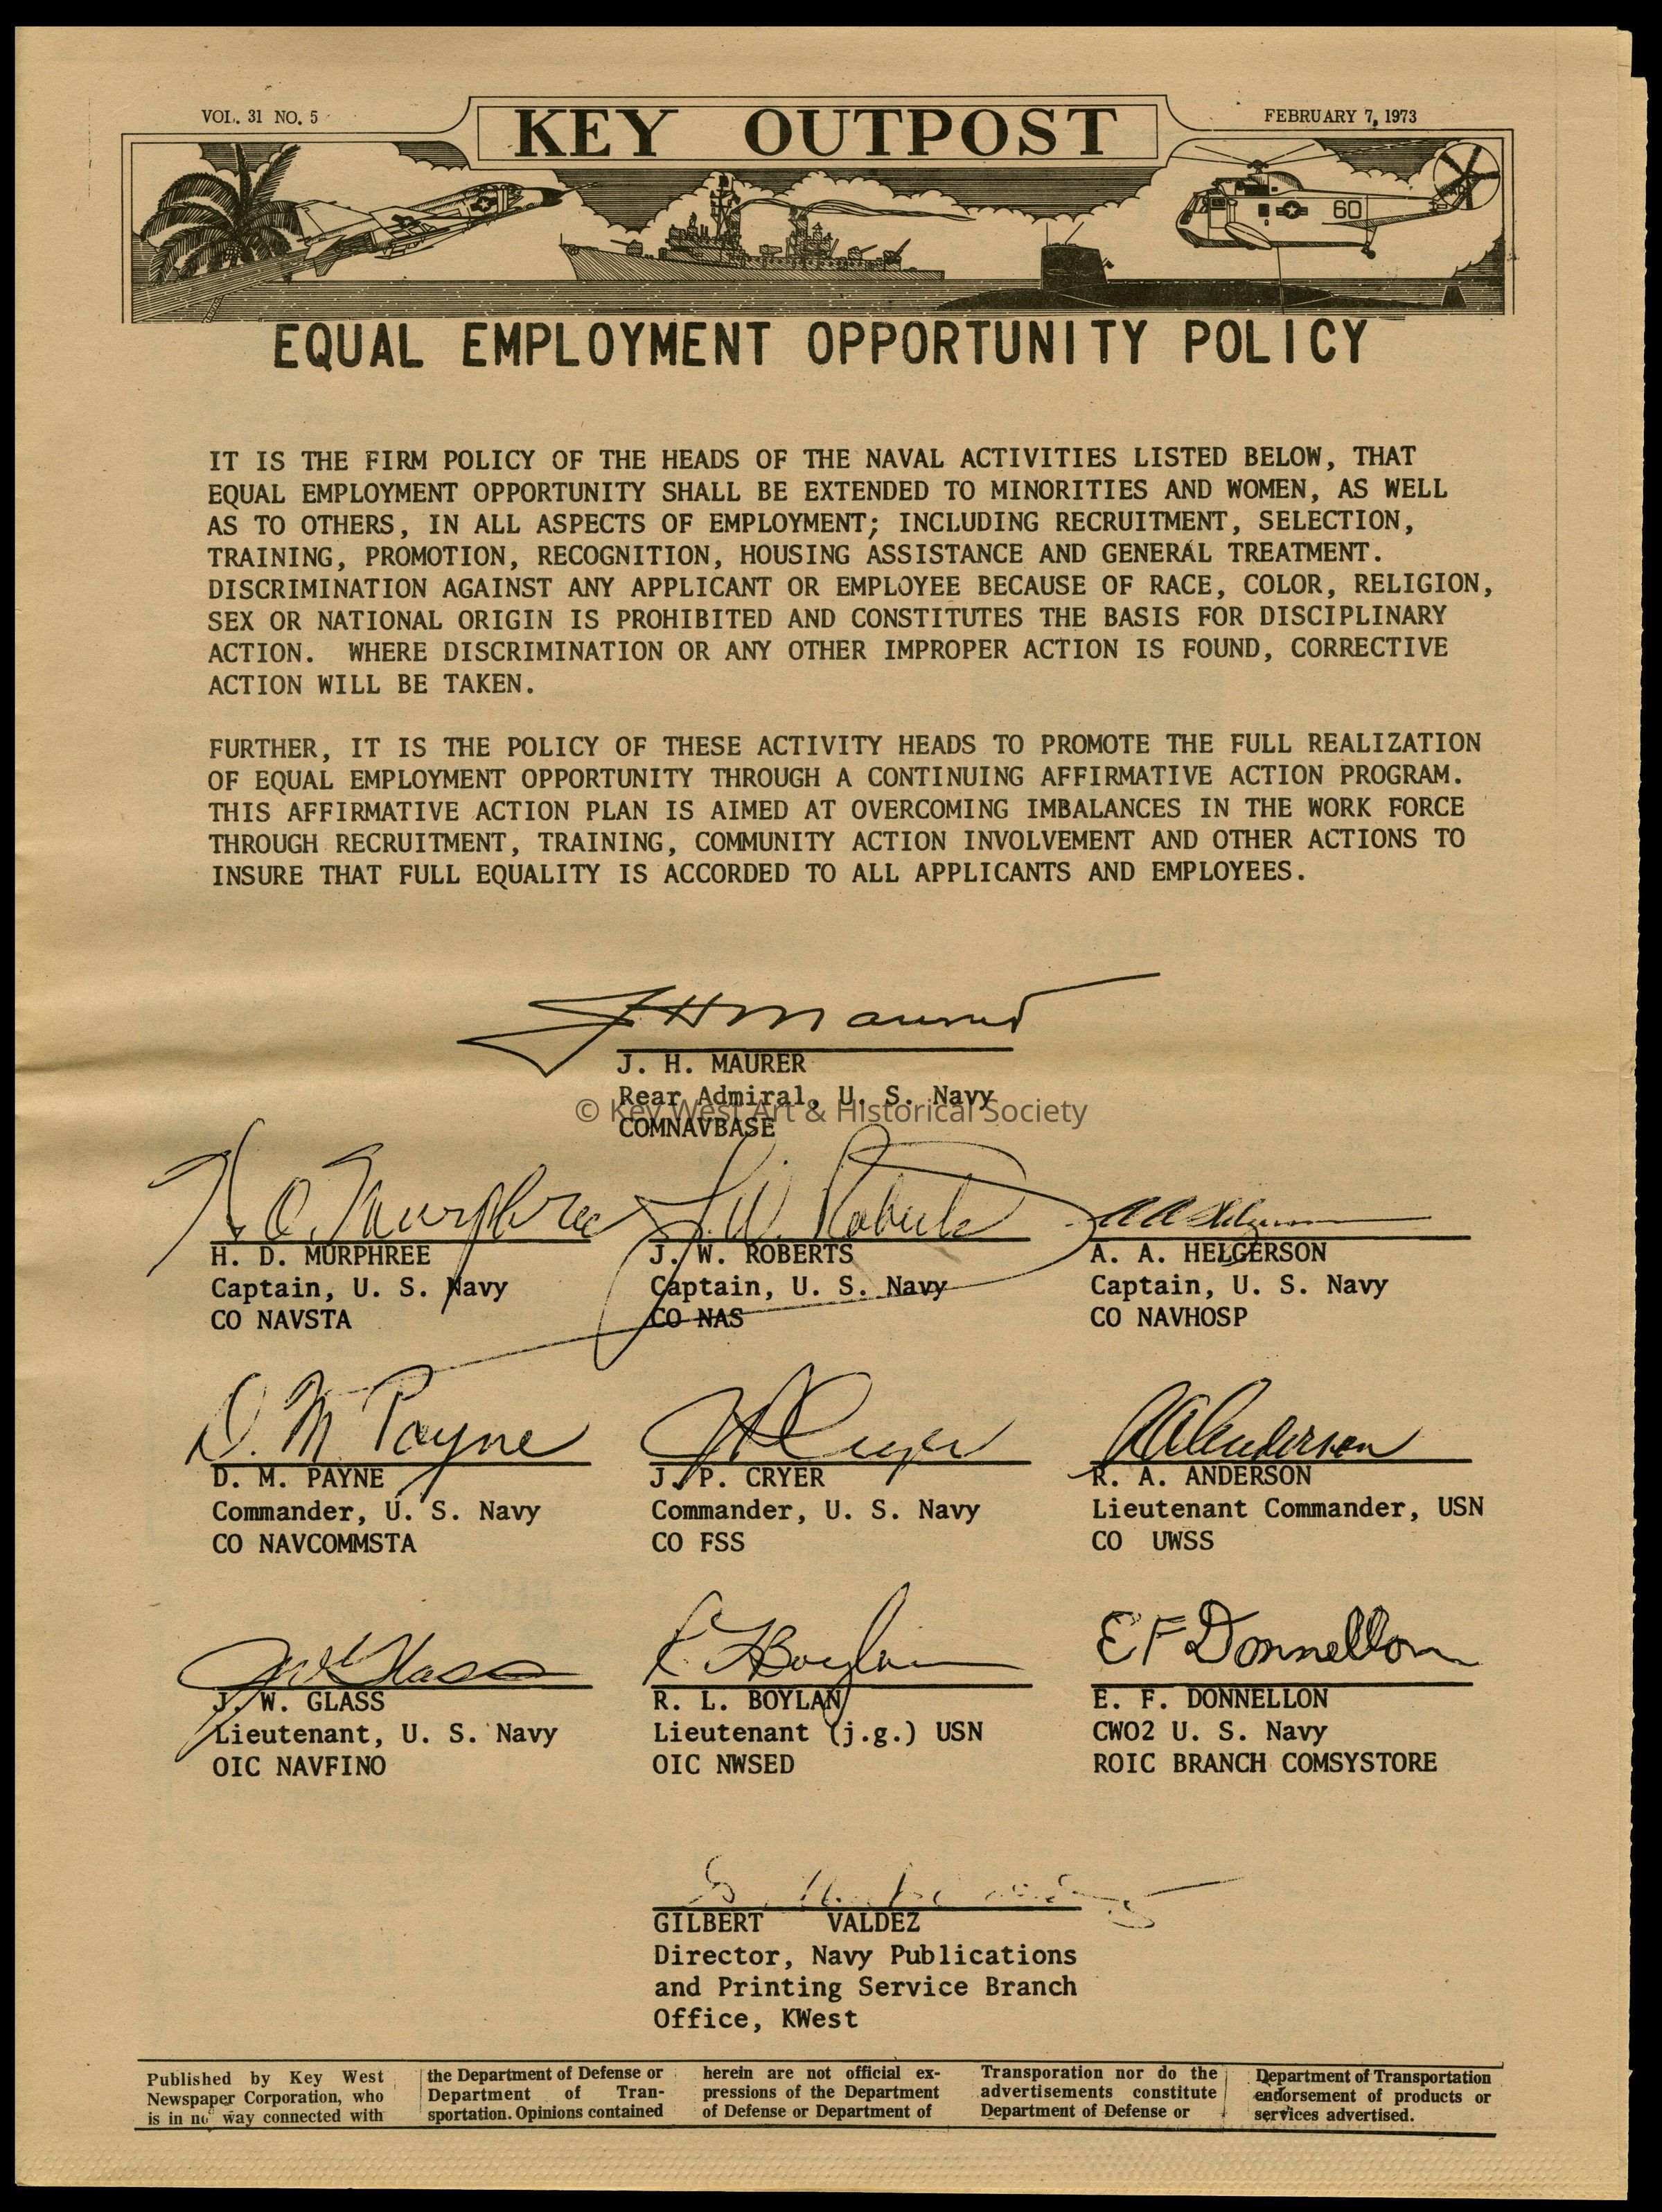 VOL. 31 NO. 5
KEY OUTPOST
FEBRUARY 7, 1973
60
EQUAL EMPLOYMENT OPPORTUNITY POLICY
IT IS THE FIRM POLICY OF THE HEADS OF THE NAVAL ACTIVITIES LISTED BELOW, THAT
EQUAL EMPLOYMENT OPPORTUNITY SHALL BE EXTENDED TO MINORITIES AND WOMEN, AS WELL
AS TO OTHERS, IN ALL ASPECTS OF EMPLOYMENT; INCLUDING RECRUITMENT, SELECTION,
TRAINING, PROMOTION, RECOGNITION, HOUSING ASSISTANCE AND GENERAL TREATMENT.
DISCRIMINATION AGAINST ANY APPLICANT OR EMPLOYEE BECAUSE OF RACE, COLOR, RELIGION,
SEX OR NATIONAL ORIGIN IS PROHIBITED AND CONSTITUTES THE BASIS FOR DISCIPLINARY
ACTION. WHERE DISCRIMINATION OR ANY OTHER IMPROPER ACTION IS FOUND, CORRECTIVE
ACTION WILL BE TAKEN.
FURTHER, IT IS THE POLICY OF THESE ACTIVITY HEADS TO PROMOTE THE FULL REALIZATION
OF EQUAL EMPLOYMENT OPPORTUNITY THROUGH A CONTINUING AFFIRMATIVE ACTION PROGRAM.
THIS AFFIRMATIVE ACTION PLAN IS AIMED AT OVERCOMING IMBALANCES IN THE WORK FORCE
THROUGH RECRUITMENT, TRAINING, COMMUNITY ACTION INVOLVEMENT AND OTHER ACTIONS TO
INSURE THAT FULL EQUALITY IS ACCORDED TO ALL APPLICANTS AND EMPLOYEES.
J H Maurer
J. H. MAURER
Rear Admiral, U. S. Navy
© Key West Art & Historical Society
COMNAVBASE
H. D. Murphree
H. D. MURPHREE
Captain, U. S. Navy
CO NAVSTA
J. W. Roberts
J. W. ROBERTS
Captain, U. S. Navy
CO NAS
A A Helgerson
A. A. HELGERSON
Captain, U. S. Navy
CO NAVHOSP
D. M Payne
D. M. PAYNE
Commander, U. S. Navy
CO NAVCOMMSTA
J P Cryer
J. P. CRYER
Commander, U. S. Navy
CO FSS
R A Anderson
R. A. ANDERSON
Lieutenant Commander, USN
CO UWSS
J W Glass
J. W. GLASS
Lieutenant, U. S. Navy
OIC NAVFINO
R L Boylan
R. L. BOYLAN
Lieutenant (j.g.) USN
OIC NWSED
E F Donnellon
E. F. DONNELLON
CWO2 U. S. Navy
ROIC BRANCH COMSYSTORE
GILBERT VALDEZ
Director, Navy Publications
and Printing Service Branch
Office, KWest
Published by Key West
Newspaper Corporation, who
is in no way connected with
the Department of Defense or
Department of Tran-
sportation. Opinions contained
herein are not official ex-
pressions of the Department
of Defense or Department of
Transporation nor do the
advertisements constitute
Department of Defense or
Department of Transportation
endorsement of products or
services advertised.